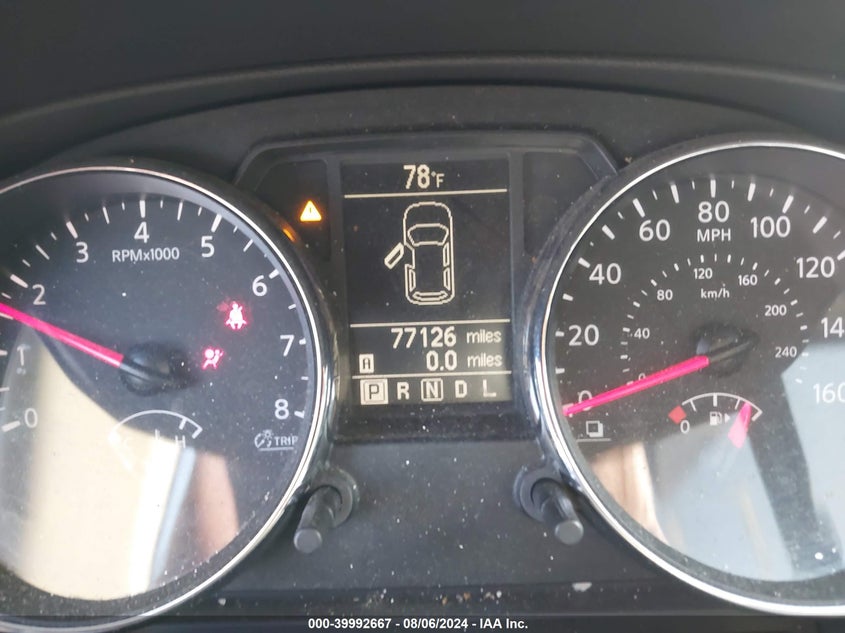 78°F
0 1 2 3 4 5 6 7 8
RPMx1000
H
TRIP
77126 miles
A 0.0 miles
P R N D L
0 20 40 60 80 100 120 14 160
MPH
40 80 120 160 200 240
km/h
0
000-39992667 - 08/06/2024 - IAA Inc.